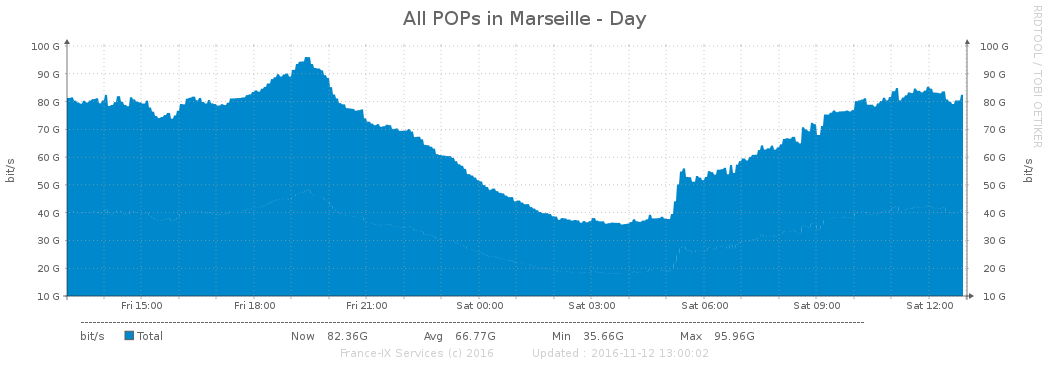 All POPs in Marseille - Day
RRDTOOL / TOBI OETIKER
bit/s
100 G
90 G
80 G
70 G
60 G
50 G
40 G
30 G
20 G
10 G
100 G
90 G
80 G
70 G
60 G
50 G
40 G
30 G
20 G
10 G
bit/s
Fri 15:00 Fri 18:00 Fri 21:00 Sat 00:00 Sat 03:00 Sat 06:00 Sat 09:00 Sat 12:00
bit/s Total Now 82.36G Avg 66.77G Min 35.66G Max 95.96G
France-IX Services (c) 2016 Updated : 2016-11-12 13:00:02